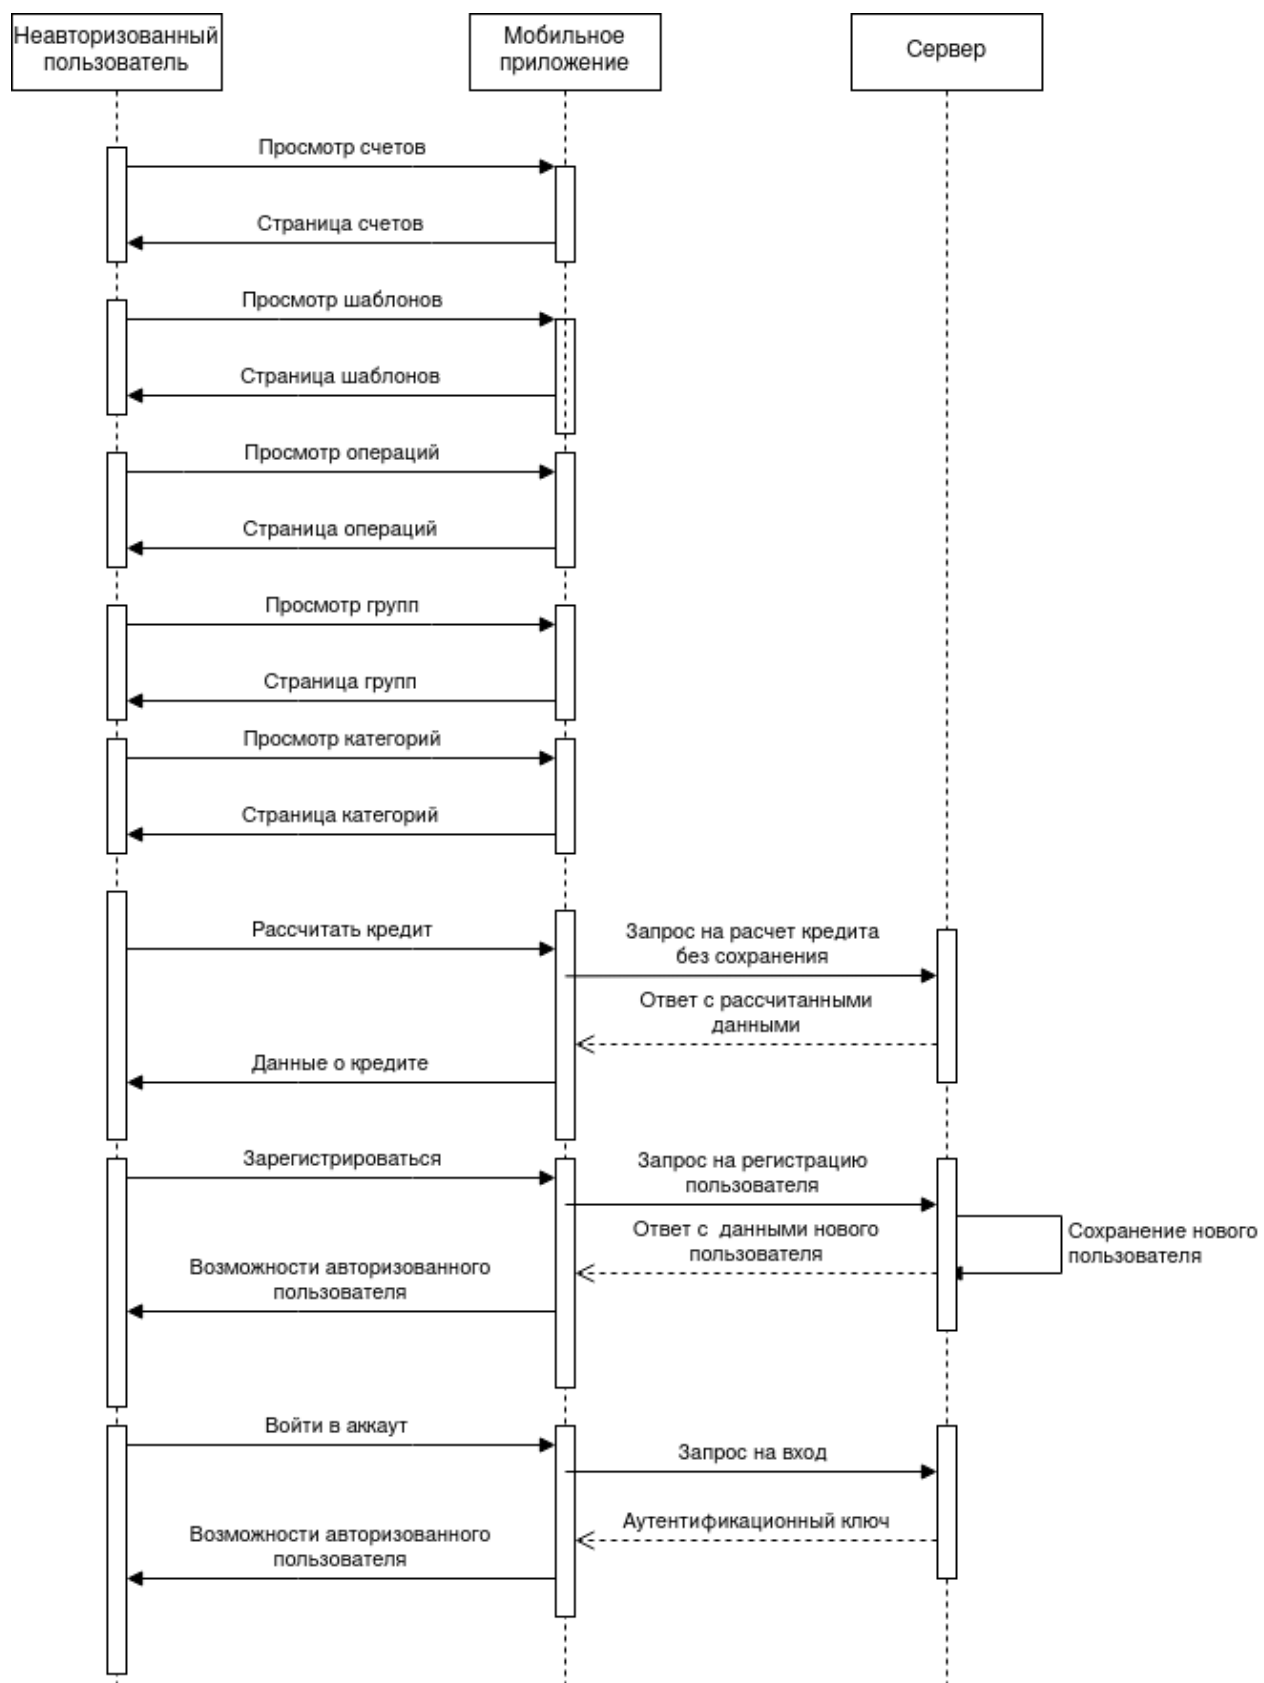 Неавторизованный
пользователь
Мобильное
приложение
Сервер
Просмотр счетов
Страница счетов
Просмотр шаблонов
Страница шаблонов
Просмотр операций
Страница операций
Просмотр групп
Страница групп
Просмотр категорий
Страница категорий
Рассчитать кредит
Запрос на расчет кредита
без сохранения
Ответ с рассчитанными
данными
Данные о кредите
Зарегистрироваться
Запрос на регистрацию
пользователя
Ответ с данными нового
пользователя
Сохранение нового
пользователя
Возможности авторизованного
пользователя
Войти в аккаут
Запрос на вход
Аутентификационный ключ
Возможности авторизованного
пользователя